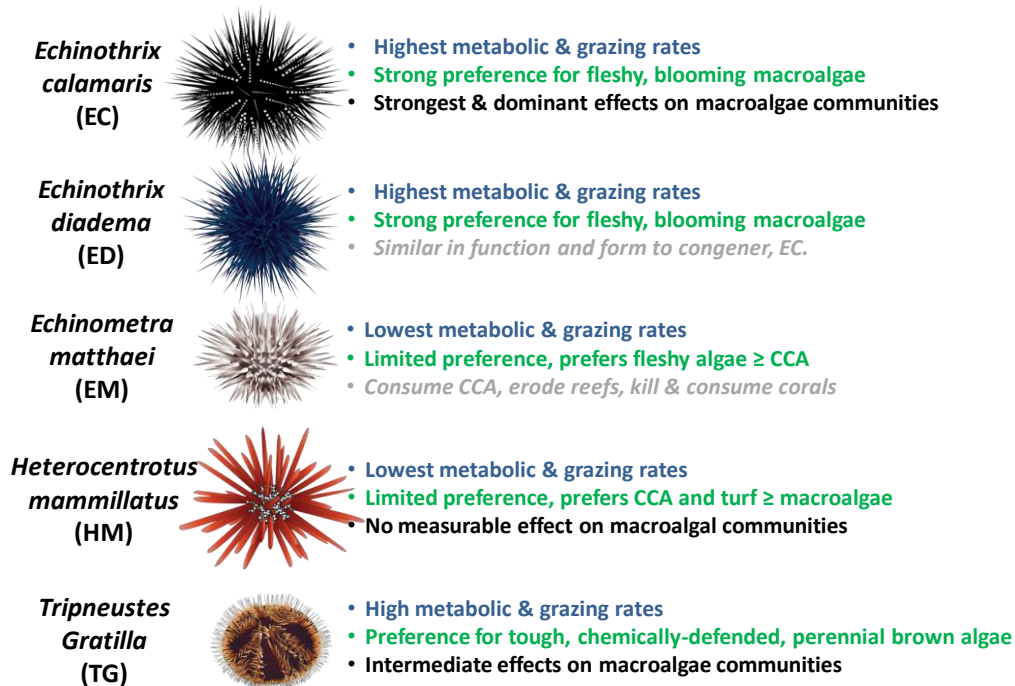 Echinothrix
calamaris
(EC)
• Highest metabolic & grazing rates
• Strong preference for fleshy, blooming macroalgae
• Strongest & dominant effects on macroalgae communities
Echinothrix
diadema
(ED)
• Highest metabolic & grazing rates
• Strong preference for fleshy, blooming macroalgae
• Similar in function and form to congener, EC.
Echinometra
matthaei
(EM)
• Lowest metabolic & grazing rates
• Limited preference, prefers fleshy algae ≥ CCA
• Consume CCA, erode reefs, kill & consume corals
Heterocentrotus
mammillatus
(HM)
• Lowest metabolic & grazing rates
• Limited preference, prefers CCA and turf ≥ macroalgae
• No measurable effect on macroalgal communities
Tripneustes
Gratilla
(TG)
• High metabolic & grazing rates
• Preference for tough, chemically-defended, perennial brown algae
• Intermediate effects on macroalgae communities